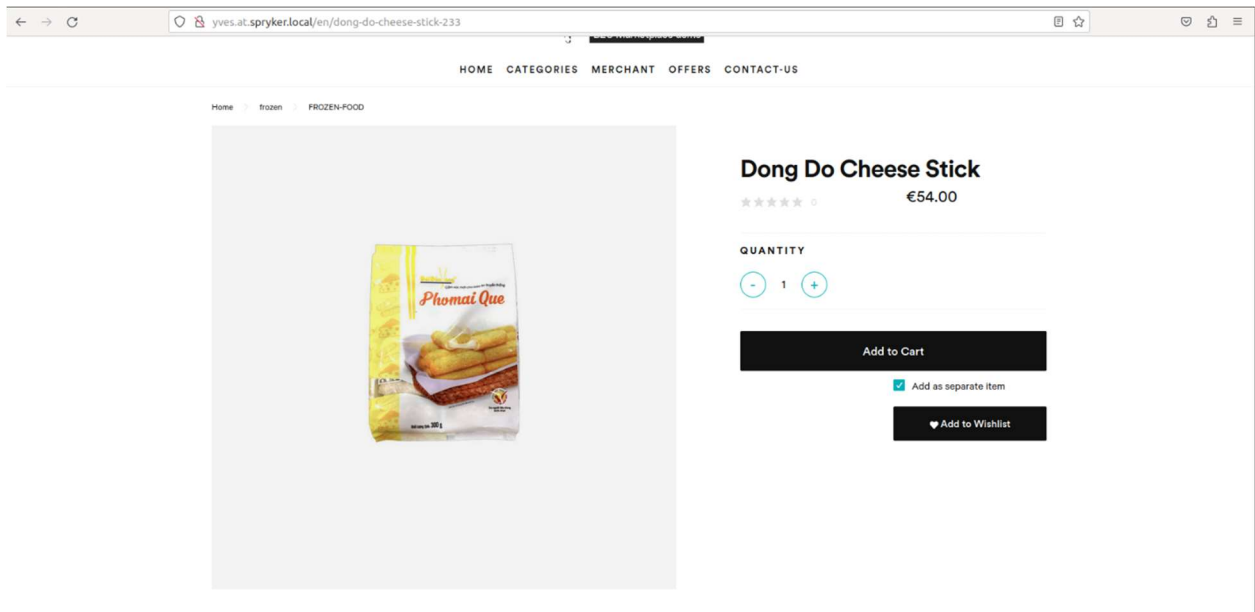 yves.at.spryker.local/en/dong-do-cheese-stick-233
HOME CATEGORIES MERCHANT OFFERS CONTACT-US
Home frozen FROZEN-FOOD
Dong Do Cheese Stick
0 €54.00
QUANTITY
- 1 +
Add to Cart
Add as separate item
Add to Wishlist
Phomai Que
300 g